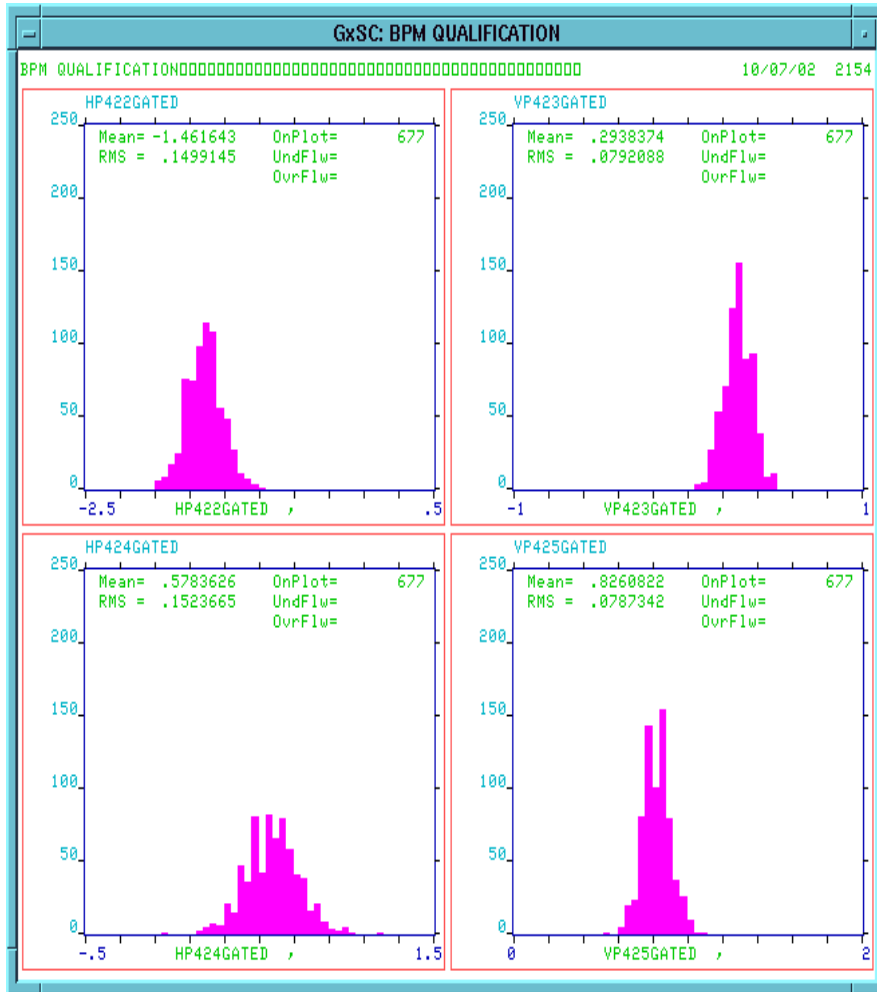 GxSC: BPM QUALIFICATION
BPM QUALIFICATION 10/07/02 2154
HP422GATED
250
Mean= -1.461643 OnPlot= 677
RMS = .1499145 UndFlw=
OvrFlw=
200
150
100
50
0
-2.5 HP422GATED , .5
VP423GATED
250
Mean= .2938374 OnPlot= 677
RMS = .0792088 UndFlw=
OvrFlw=
200
150
100
50
0
-1 VP423GATED , 1
HP424GATED
250
Mean= .5783626 OnPlot= 677
RMS = .1523665 UndFlw=
OvrFlw=
200
150
100
50
0
-.5 HP424GATED , 1.5
VP425GATED
250
Mean= .8260822 OnPlot= 677
RMS = .0787342 UndFlw=
OvrFlw=
200
150
100
50
0
0 VP425GATED , 2